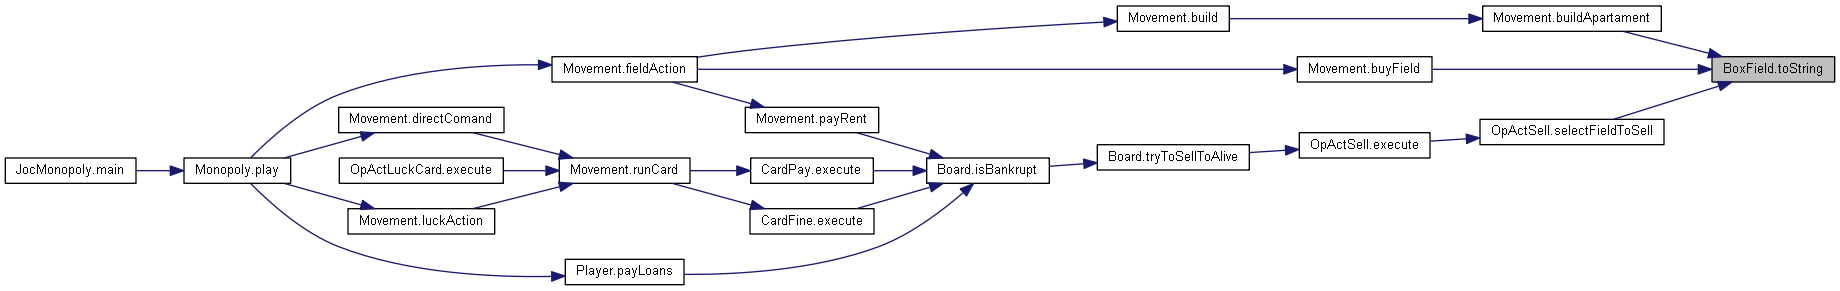 Movement.build
Movement.buildApartament
Movement.fieldAction
Movement.buyField
BoxField.toString
Movement.directComand
Movement.payRent
OpActSell.selectFieldToSell
OpActSell.execute
Board.tryToSellToAlive
JocMonopoly.main
Monopoly.play
OpActLuckCard.execute
Movement.runCard
CardPay.execute
Board.isBankrupt
Movement.luckAction
CardFine.execute
Player.payLoans